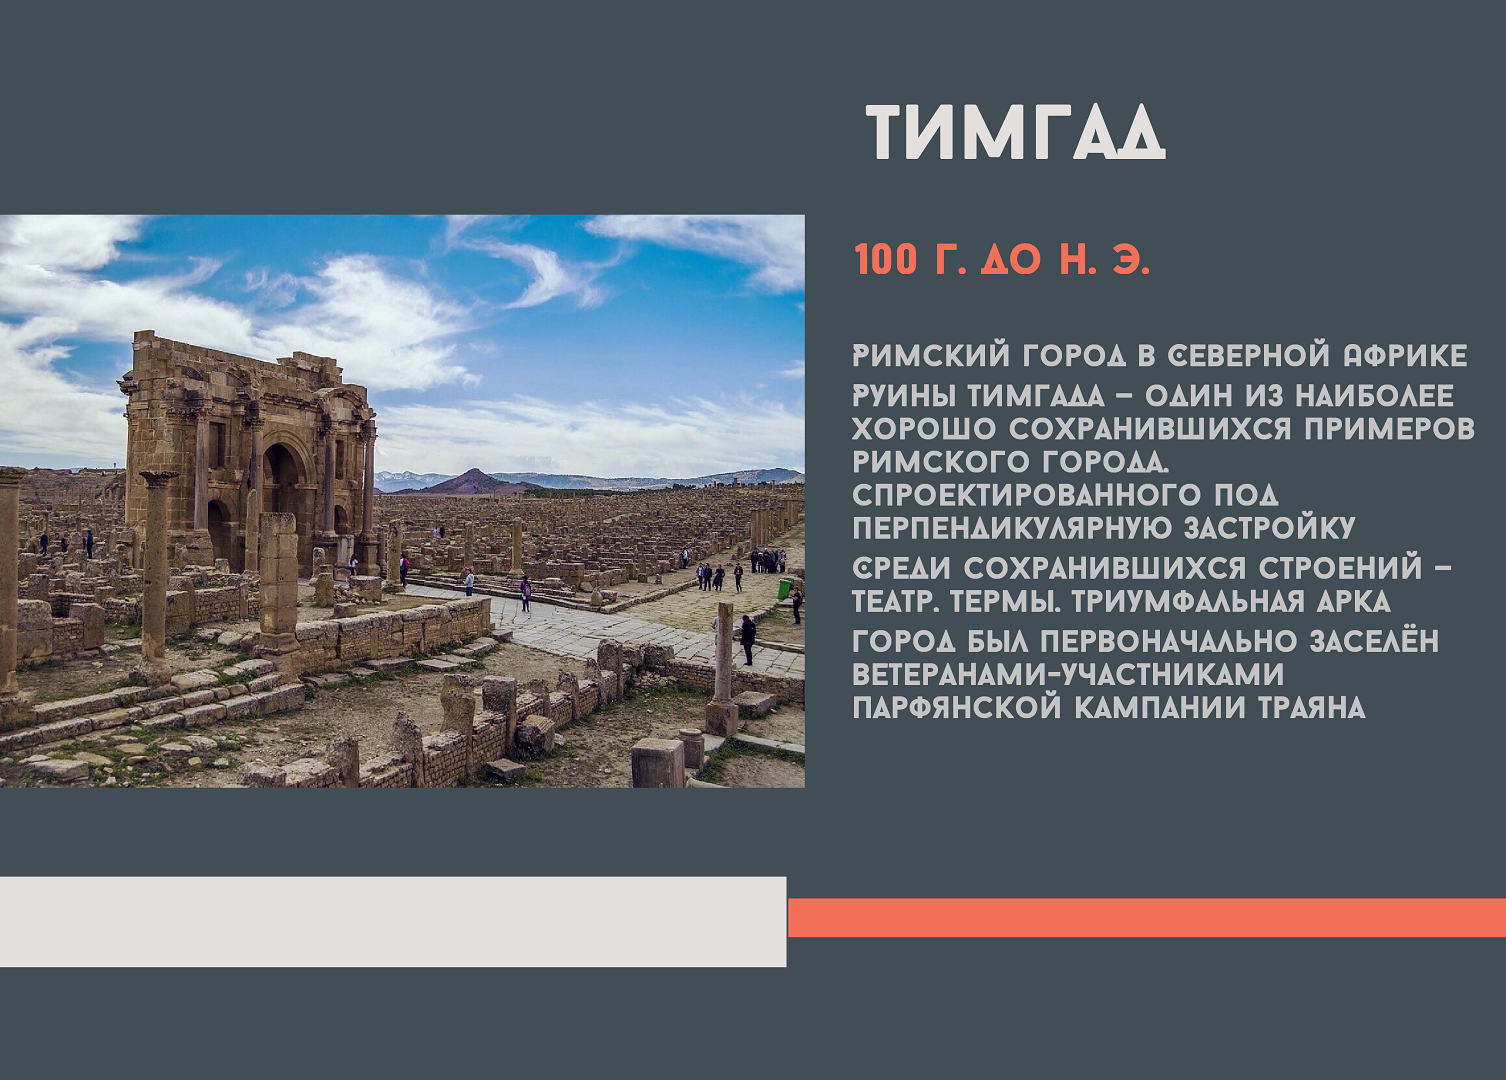 ТИМГАД
100 Г. ДО Н. Э.
РИМСКИЙ ГОРОД В СЕВЕРНОЙ АФРИКЕ
РУИНЫ ТИМГАДА – ОДИН ИЗ НАИБОЛЕЕ
ХОРОШО СОХРАНИВШИХСЯ ПРИМЕРОВ
РИМСКОГО ГОРОДА,
СПРОЕКТИРОВАННОГО ПОД
ПЕРПЕНДИКУЛЯРНУЮ ЗАСТРОЙКУ
СРЕДИ СОХРАНИВШИХСЯ СТРОЕНИЙ –
ТЕАТР, ТЕРМЫ, ТРИУМФАЛЬНАЯ АРКА
ГОРОД БЫЛ ПЕРВОНАЧАЛЬНО ЗАСЕЛЁН
ВЕТЕРАНАМИ-УЧАСТНИКАМИ
ПАРФЯНСКОЙ КАМПАНИИ ТРАЯНА